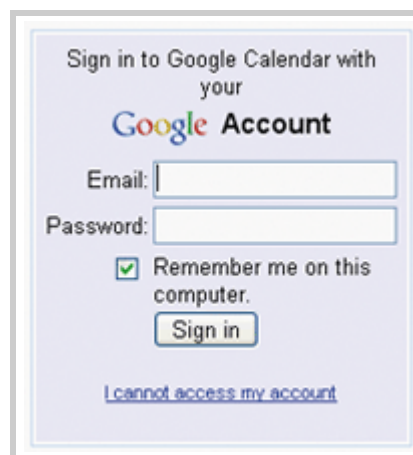 Sign in to Google Calendar with
your
Google Account
Email:
Password:
Remember me on this
computer.
Sign in
I cannot access my account